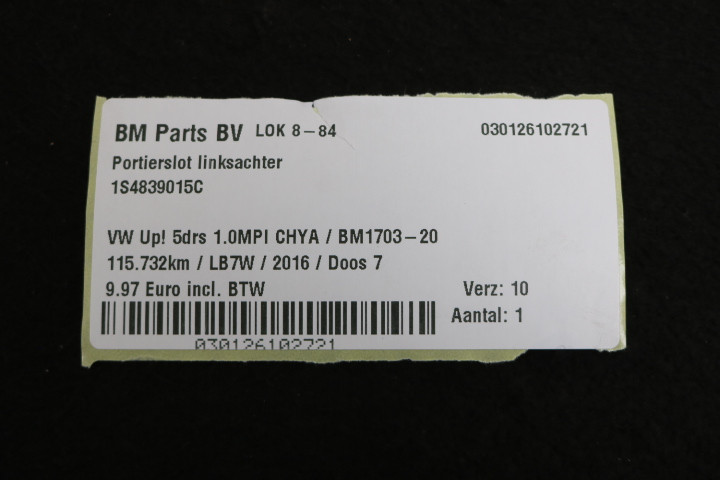 BM Parts BV LOK 8-84 030126102721
Portierslot linksachter
1S4839015C
VW Up! 5drs 1.0MPI CHYA / BM1703-20
115.732km / LB7W / 2016 / Doos 7
9.97 Euro incl. BTW Verz: 10
Aantal: 1
030126102721